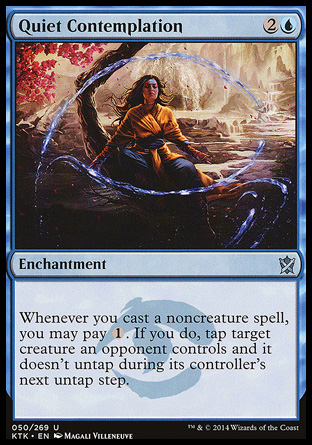 Quiet Contemplation 2
Enchantment
Whenever you cast a noncreature spell,
you may pay 1. If you do, tap target
creature an opponent controls and it
doesn't untap during its controller's
next untap step.
050/269 U
KTK • EN Magali Villeneuve
™ & © 2014 Wizards of the Coast